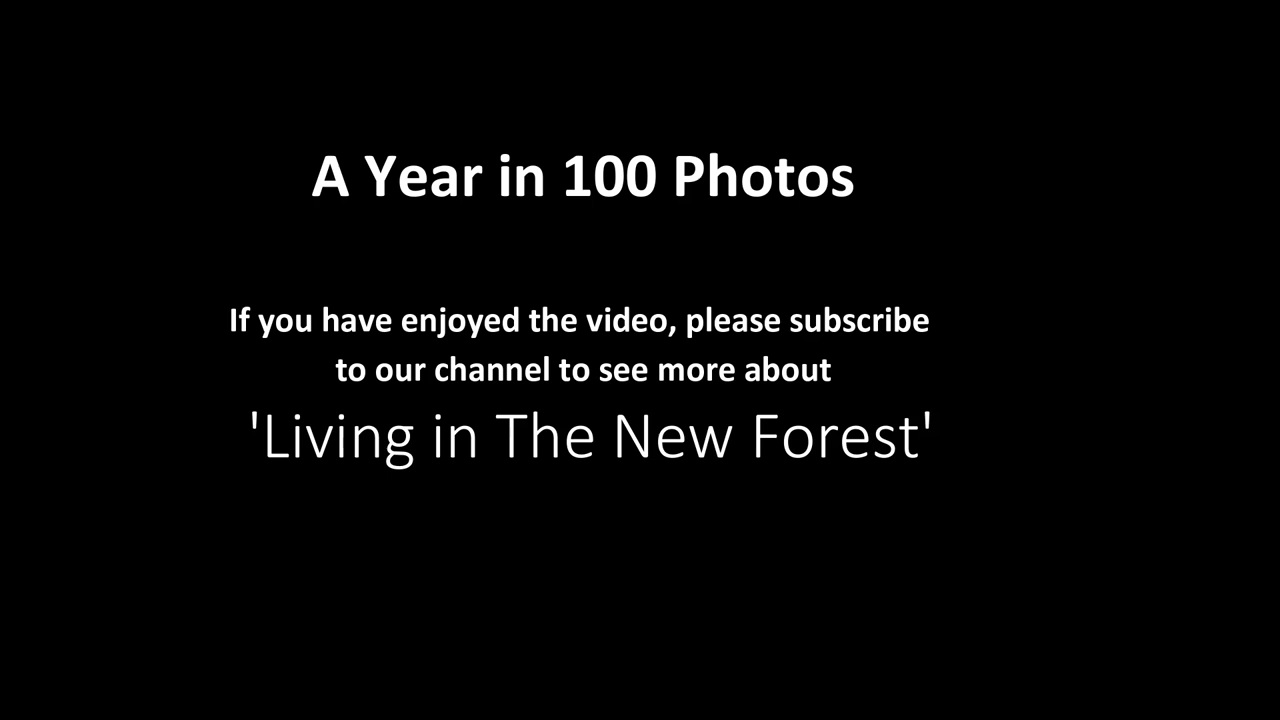 A Year in 100 Photos
If you have enjoyed the video, please subscribe
to our channel to see more about
'Living in The New Forest'